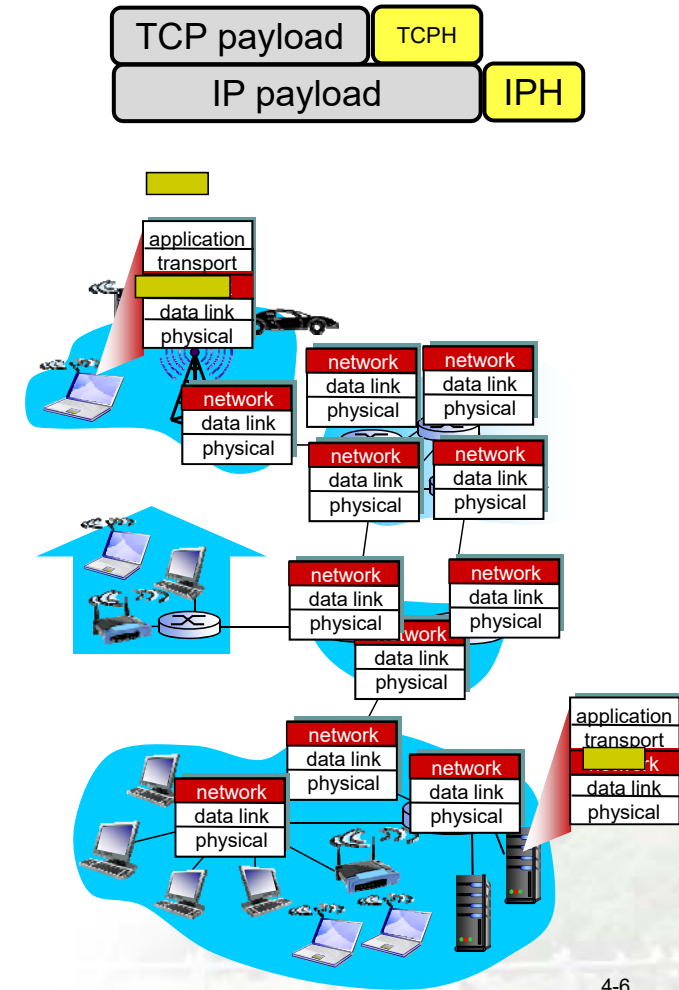 TCP payload TCPH
IP payload IPH
application
transport
data link
physical
network
data link
physical
network
data link
physical
network
data link
physical
network
data link
physical
network
data link
physical
network
data link
physical
network
data link
physical
work
data link
physical
network
data link
physical
network
data link
physical
network
data link
physical
application
transport
k
data link
physical
4-6